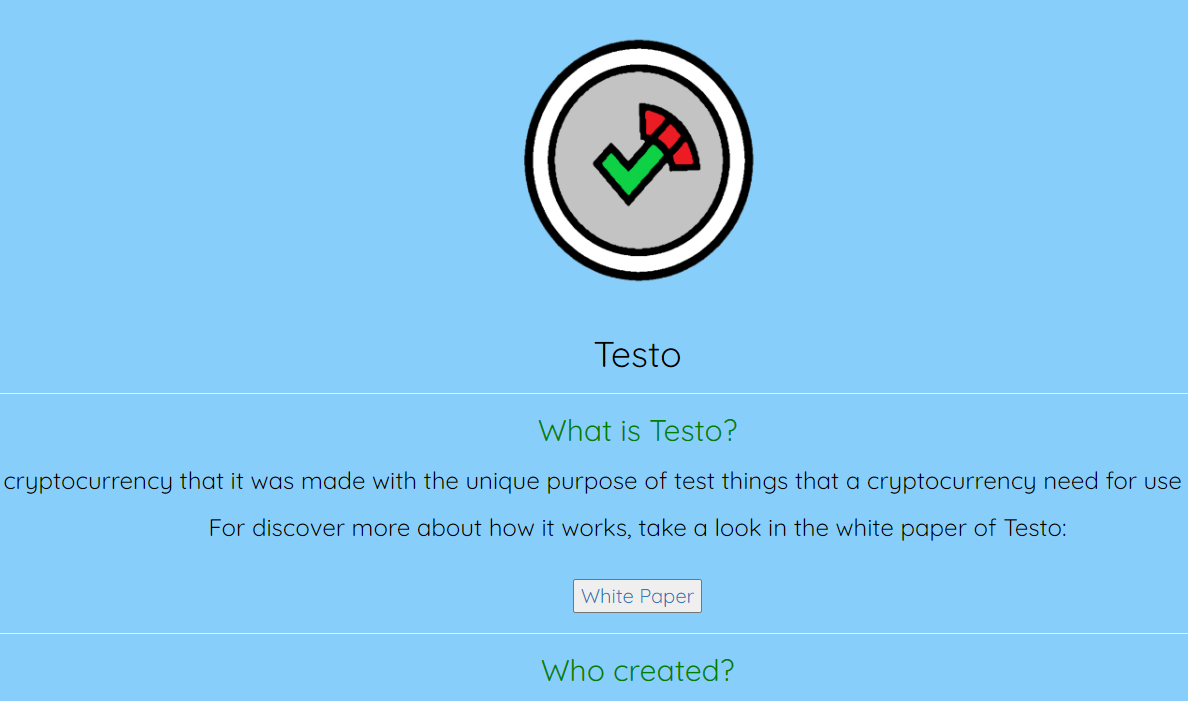 Testo
What is Testo?
cryptocurrency that it was made with the unique purpose of test things that a cryptocurrency need for use
For discover more about how it works, take a look in the white paper of Testo:
White Paper
Who created?